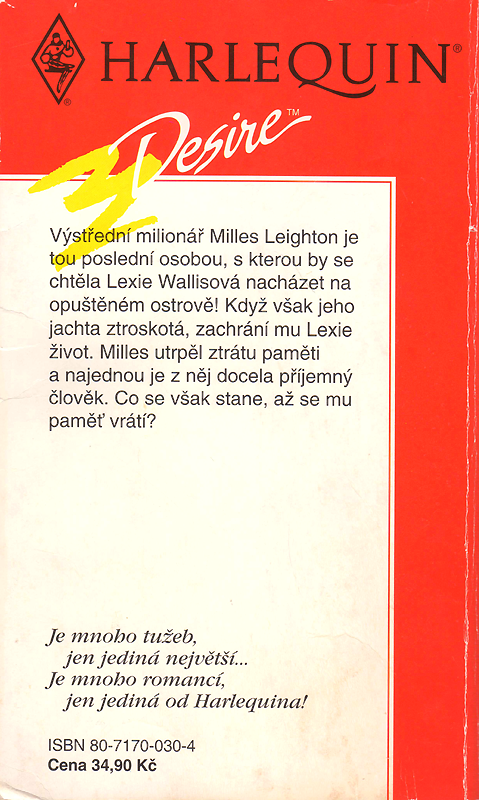 HARLEQUIN®
®
Desire™
Výstřední milionář Milles Leighton je
tou poslední osobou, s kterou by se
chtěla Lexie Wallisová nacházet na
opuštěném ostrově! Když však jeho
jachta ztroskotá, zachrání mu Lexie
život. Milles utrpěl ztrátu paměti
a najednou je z něj docela příjemný
člověk. Co se však stane, až se mu
paměť vrátí?
Je mnoho tužeb,
jen jediná největší...
Je mnoho romancí,
jen jediná od Harlequina!
ISBN 80-7170-030-4
Cena 34,90 Kč